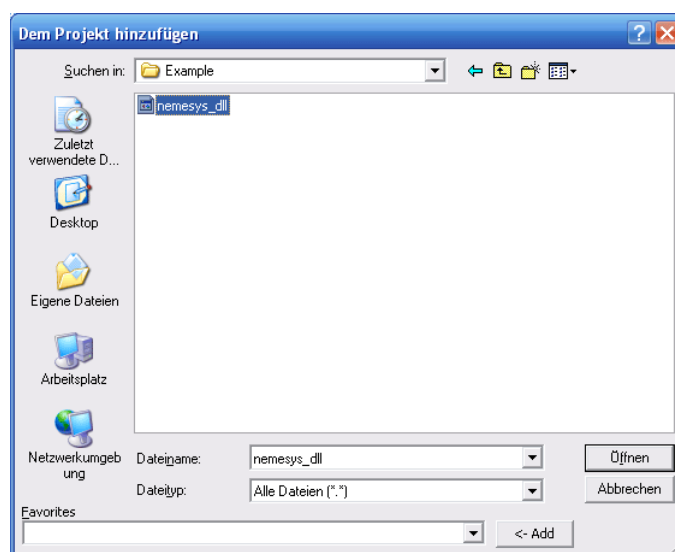 Dem Projekt hinzufügen
Suchen in:
Example
nemesys_dll
Zuletzt
verwendete D...
Desktop
Eigene Dateien
Arbeitsplatz
Netzwerkumgeb
ung
Dateiname:
nemesys_dll
Öffnen
Dateityp:
Alle Dateien (*.*)
Abbrechen
Favorites
<- Add